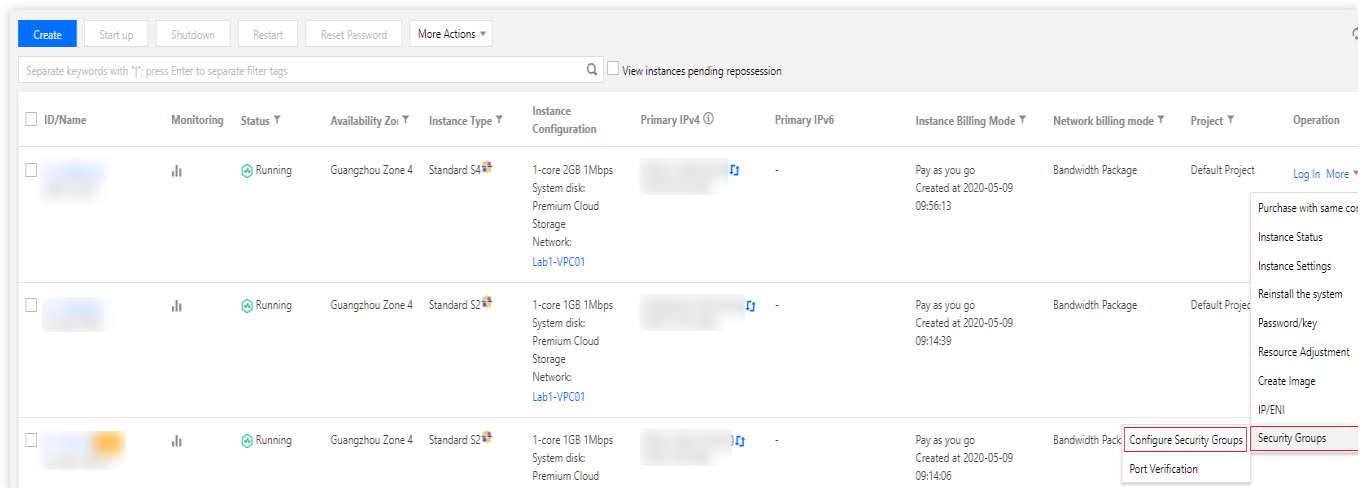 Create Start up Shutdown Restart Reset Password More Actions
Separate keywords with "|"; press Enter to separate filter tags View instances pending repossession
ID/Name Monitoring Status Availability Zor Instance Type Instance Configuration Primary IPv4 Primary IPv6 Instance Billing Mode Network billing mode Project Operation
Running Guangzhou Zone 4 Standard S4 1-core 2GB 1Mbps - Pay as you go Bandwidth Package Default Project Log In More
System disk: Created at 2020-05-09
Premium Cloud 09:56:13
Storage
Network:
Lab1-VPC01
Purchase with same cor
Instance Status
Instance Settings
Reinstall the system
Password/key
Resource Adjustment
Create Image
IP/ENI
Security Groups
Configure Security Groups
Port Verification
Running Guangzhou Zone 4 Standard S2 1-core 1GB 1Mbps - Pay as you go Bandwidth Package Default Projec
System disk: Created at 2020-05-09
Premium Cloud 09:14:39
Storage
Network:
Lab1-VPC01
Running Guangzhou Zone 4 Standard S2 1-core 1GB 1Mbps - Pay as you go Bandwidth Pack
System disk: Created at 2020-05-09
Premium Cloud 09:14:06